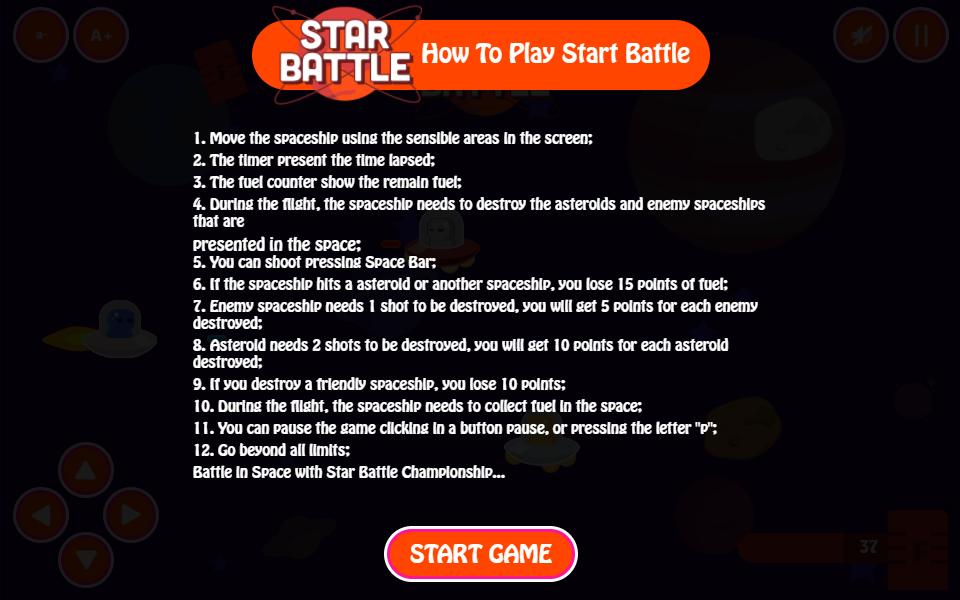 a-
A+
STAR
BATTLE
How To Play Start Battle
1. Move the spaceship using the sensible areas in the screen;
2. The timer present the time lapsed;
3. The fuel counter show the remain fuel;
4. During the flight, the spaceship needs to destroy the asteroids and enemy spaceships
that are
presented in the space;
5. You can shoot pressing Space Bar;
6. If the spaceship hits a asteroid or another spaceship, you lose 15 points of fuel;
7. Enemy spaceship needs 1 shot to be destroyed, you will get 5 points for each enemy
destroyed;
8. Asteroid needs 2 shots to be destroyed, you will get 10 points for each asteroid
destroyed;
9. If you destroy a friendly spaceship, you lose 10 points;
10. During the flight, the spaceship needs to collect fuel in the space;
11. You can pause the game clicking in a button pause, or pressing the letter "p";
12. Go beyond all limits;
Battle in Space with Star Battle Championship...
37
START GAME